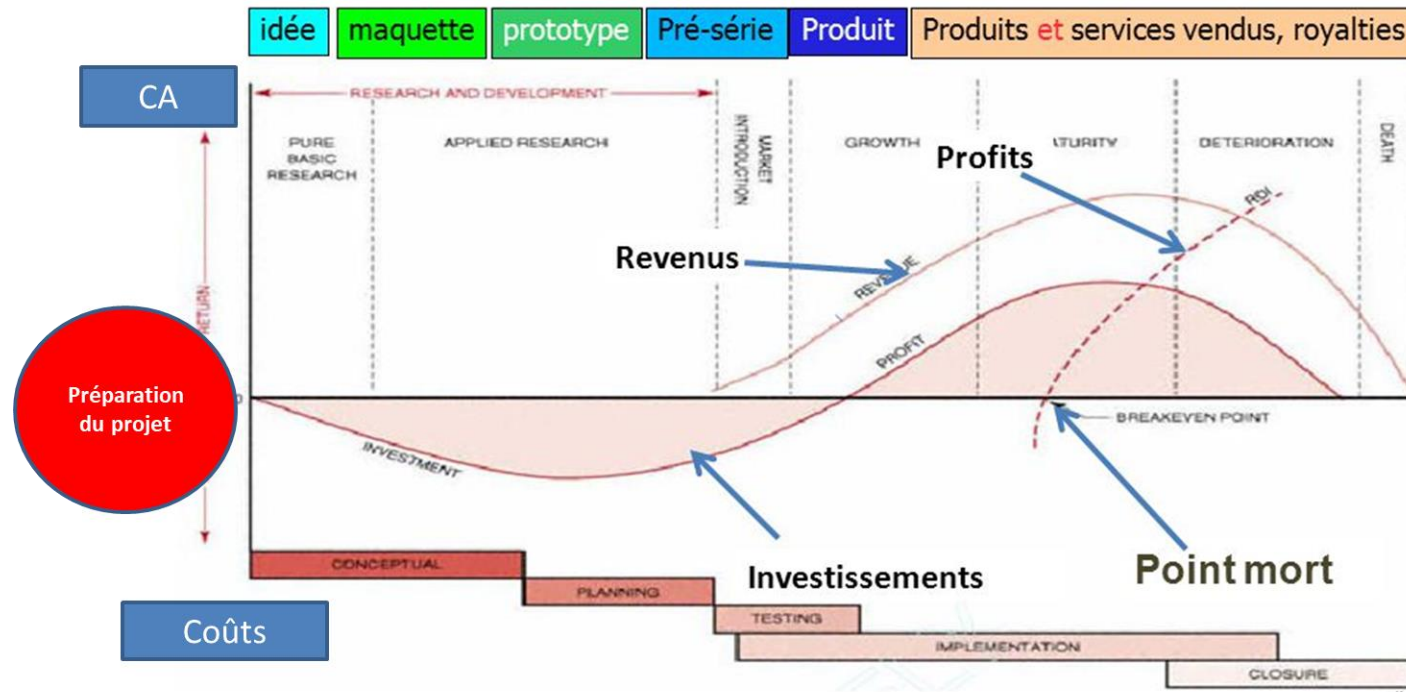 idée
maquette
prototype
Pré-série
Produit
Produits et services vendus, royalties
CA
RESEARCH AND DEVELOPMENT
PURE
BASIC
RESEARCH
APPLIED RESEARCH
MARKET
INTRODUCTION
GROWTH
Profits
TURITY
DETERIORATION
DEATH
ROI
Revenus
REVENUE
RETURN
PROFIT
Préparation
du projet
0
BREAKEVEN POINT
INVESTMENT
CONCEPTUAL
Investissements
Point mort
PLANNING
Coûts
TESTING
IMPLEMENTATION
CLOSURE